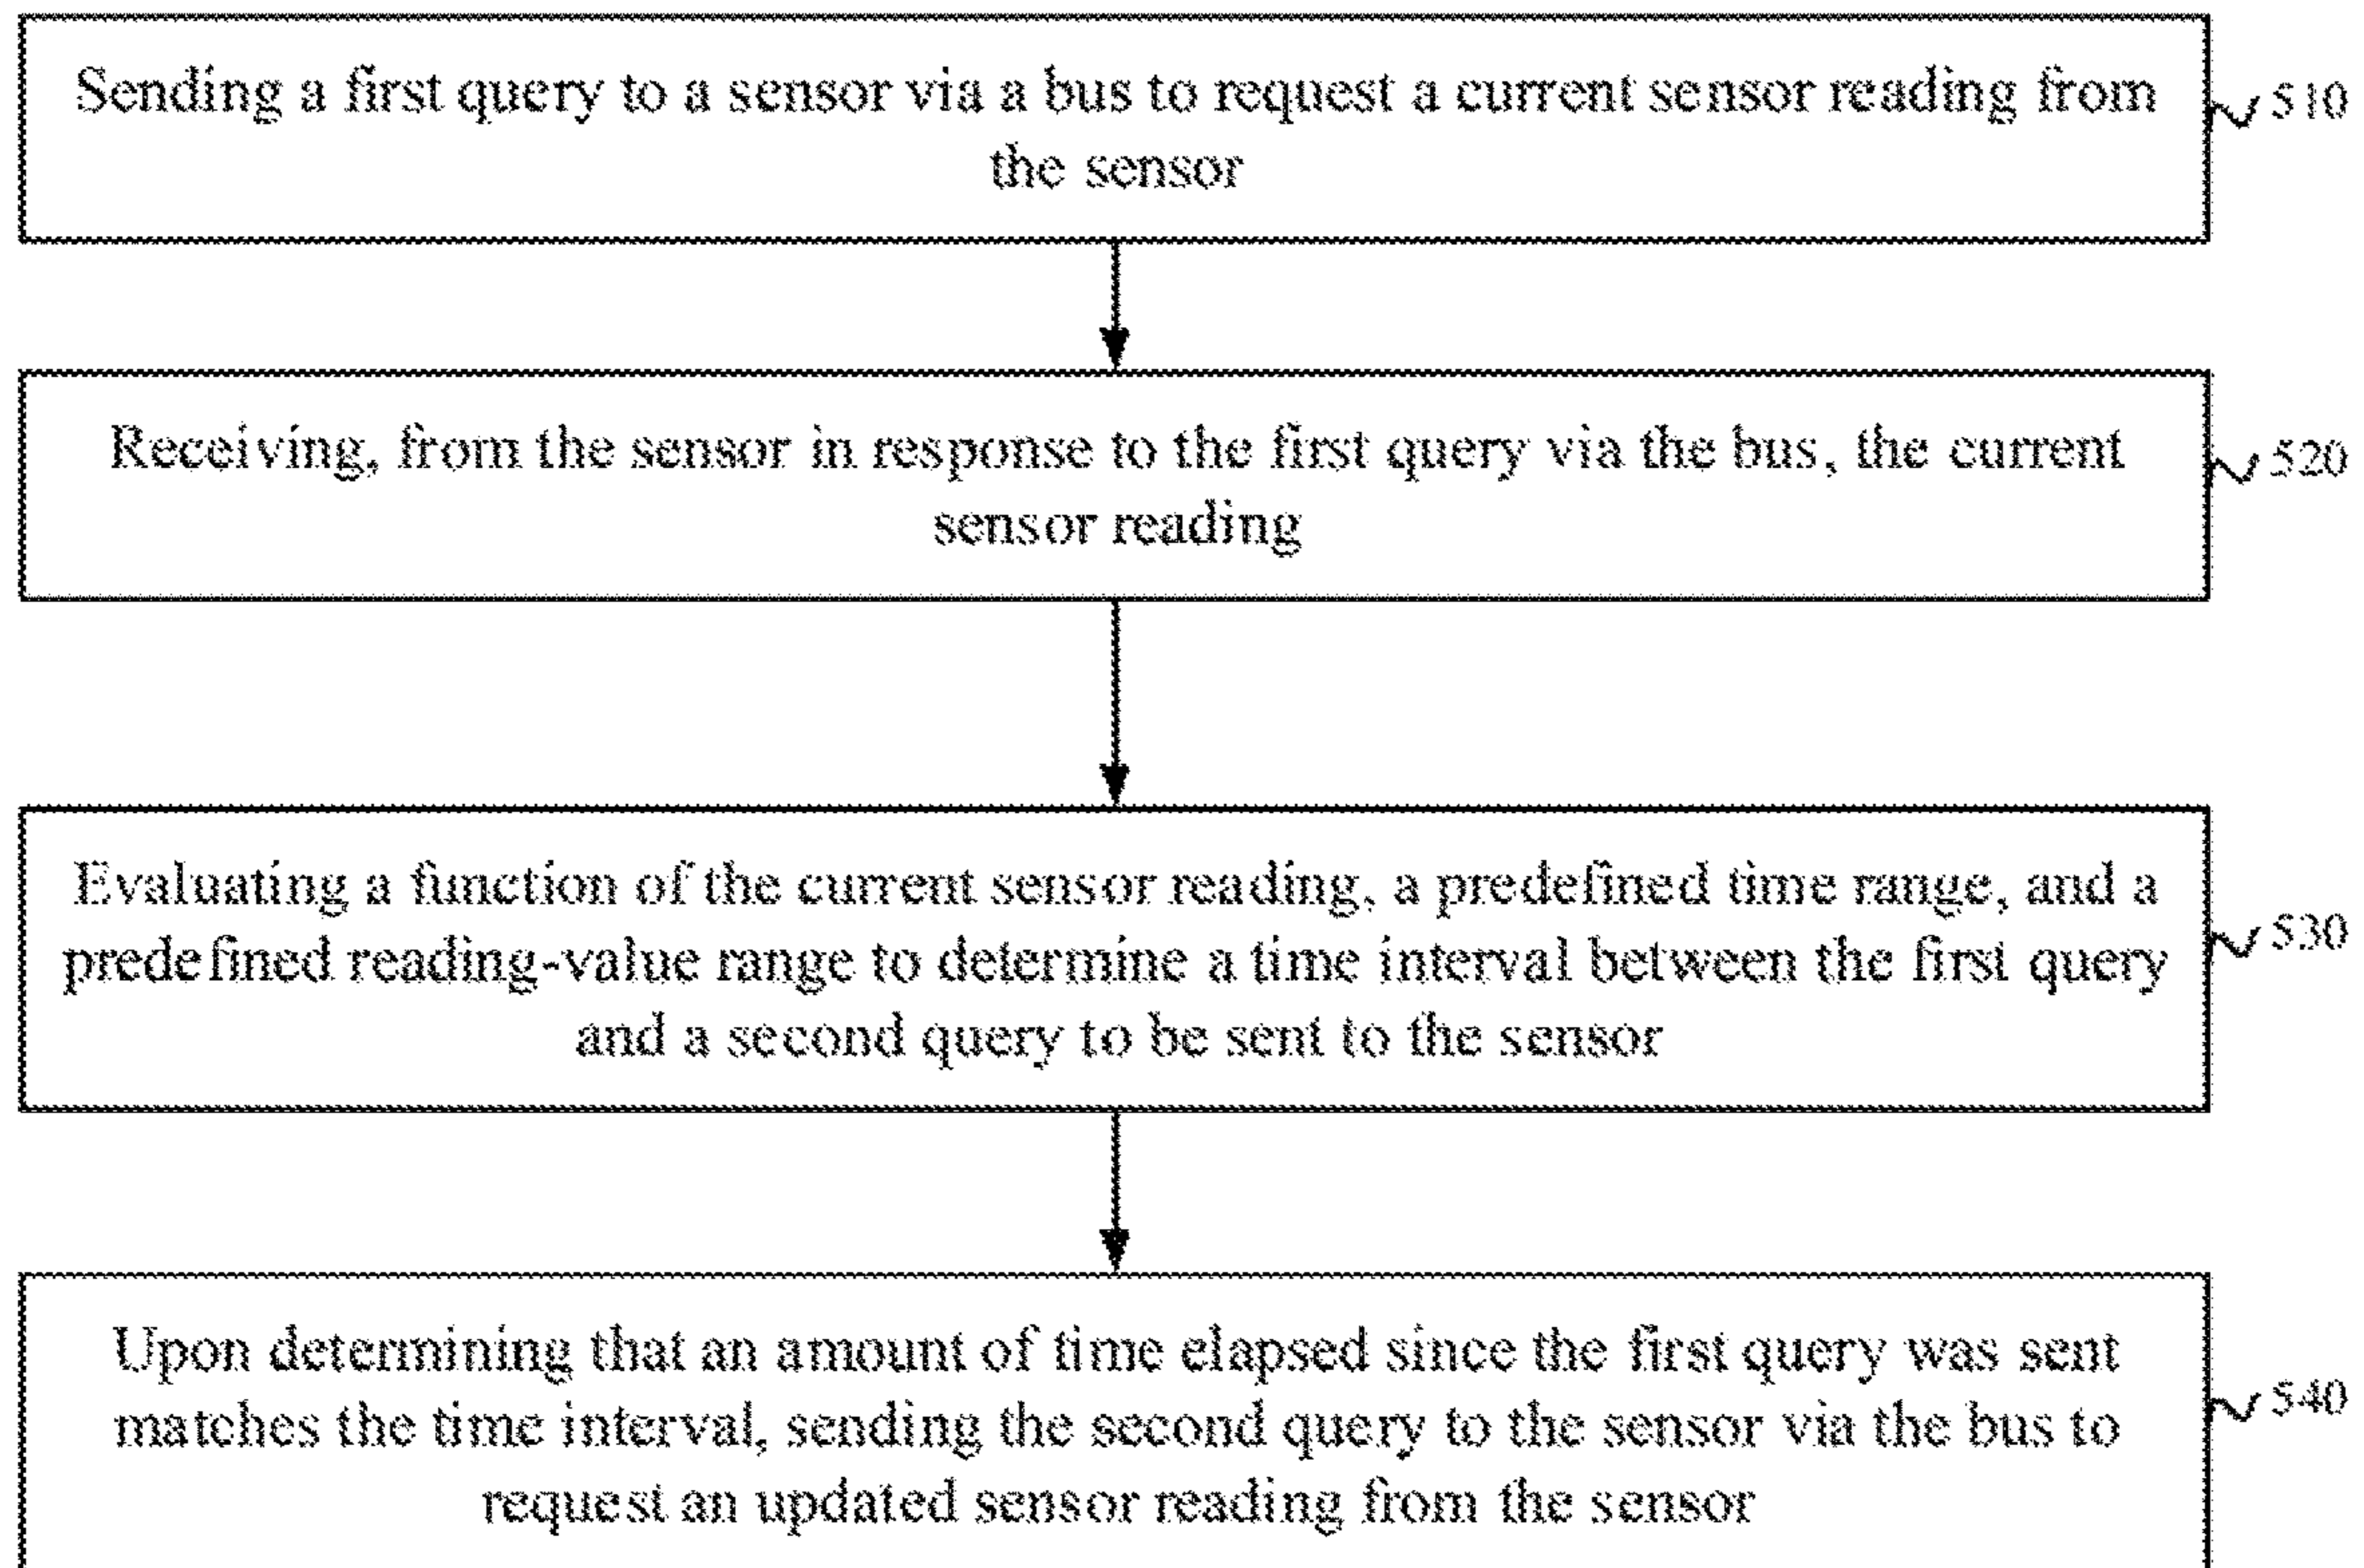 Sending a first query to a sensor via a bus to request a current sensor reading from
the sensor
510
Receiving, from the sensor in response to the first query via the bus, the current
sensor reading
520
Evaluating a function of the current sensor reading, a predefined time range, and a
predefined reading-value range to determine a time interval between the first query
and a second query to be sent to the sensor
530
Upon determining that an amount of time elapsed since the first query was sent
matches the time interval, sending the second query to the sensor via the bus to
request an updated sensor reading from the sensor
540